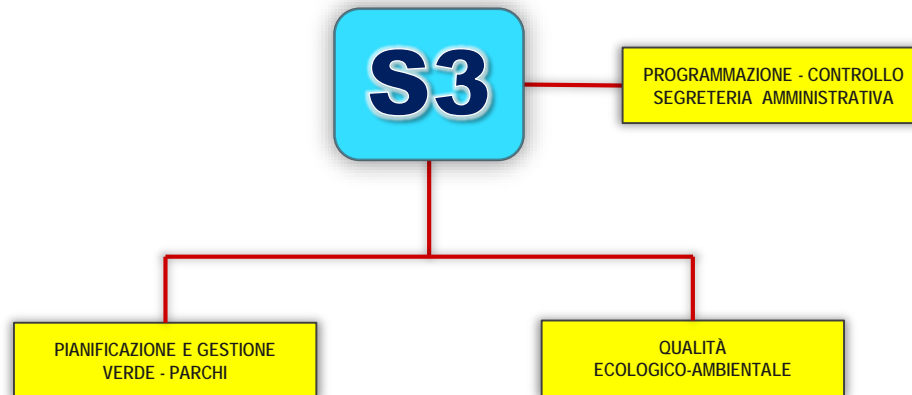 S3
PROGRAMMAZIONE - CONTROLLO
SEGRETERIA AMMINISTRATIVA
PIANIFICAZIONE E GESTIONE
VERDE - PARCHI
QUALITÀ
ECOLOGICO-AMBIENTALE